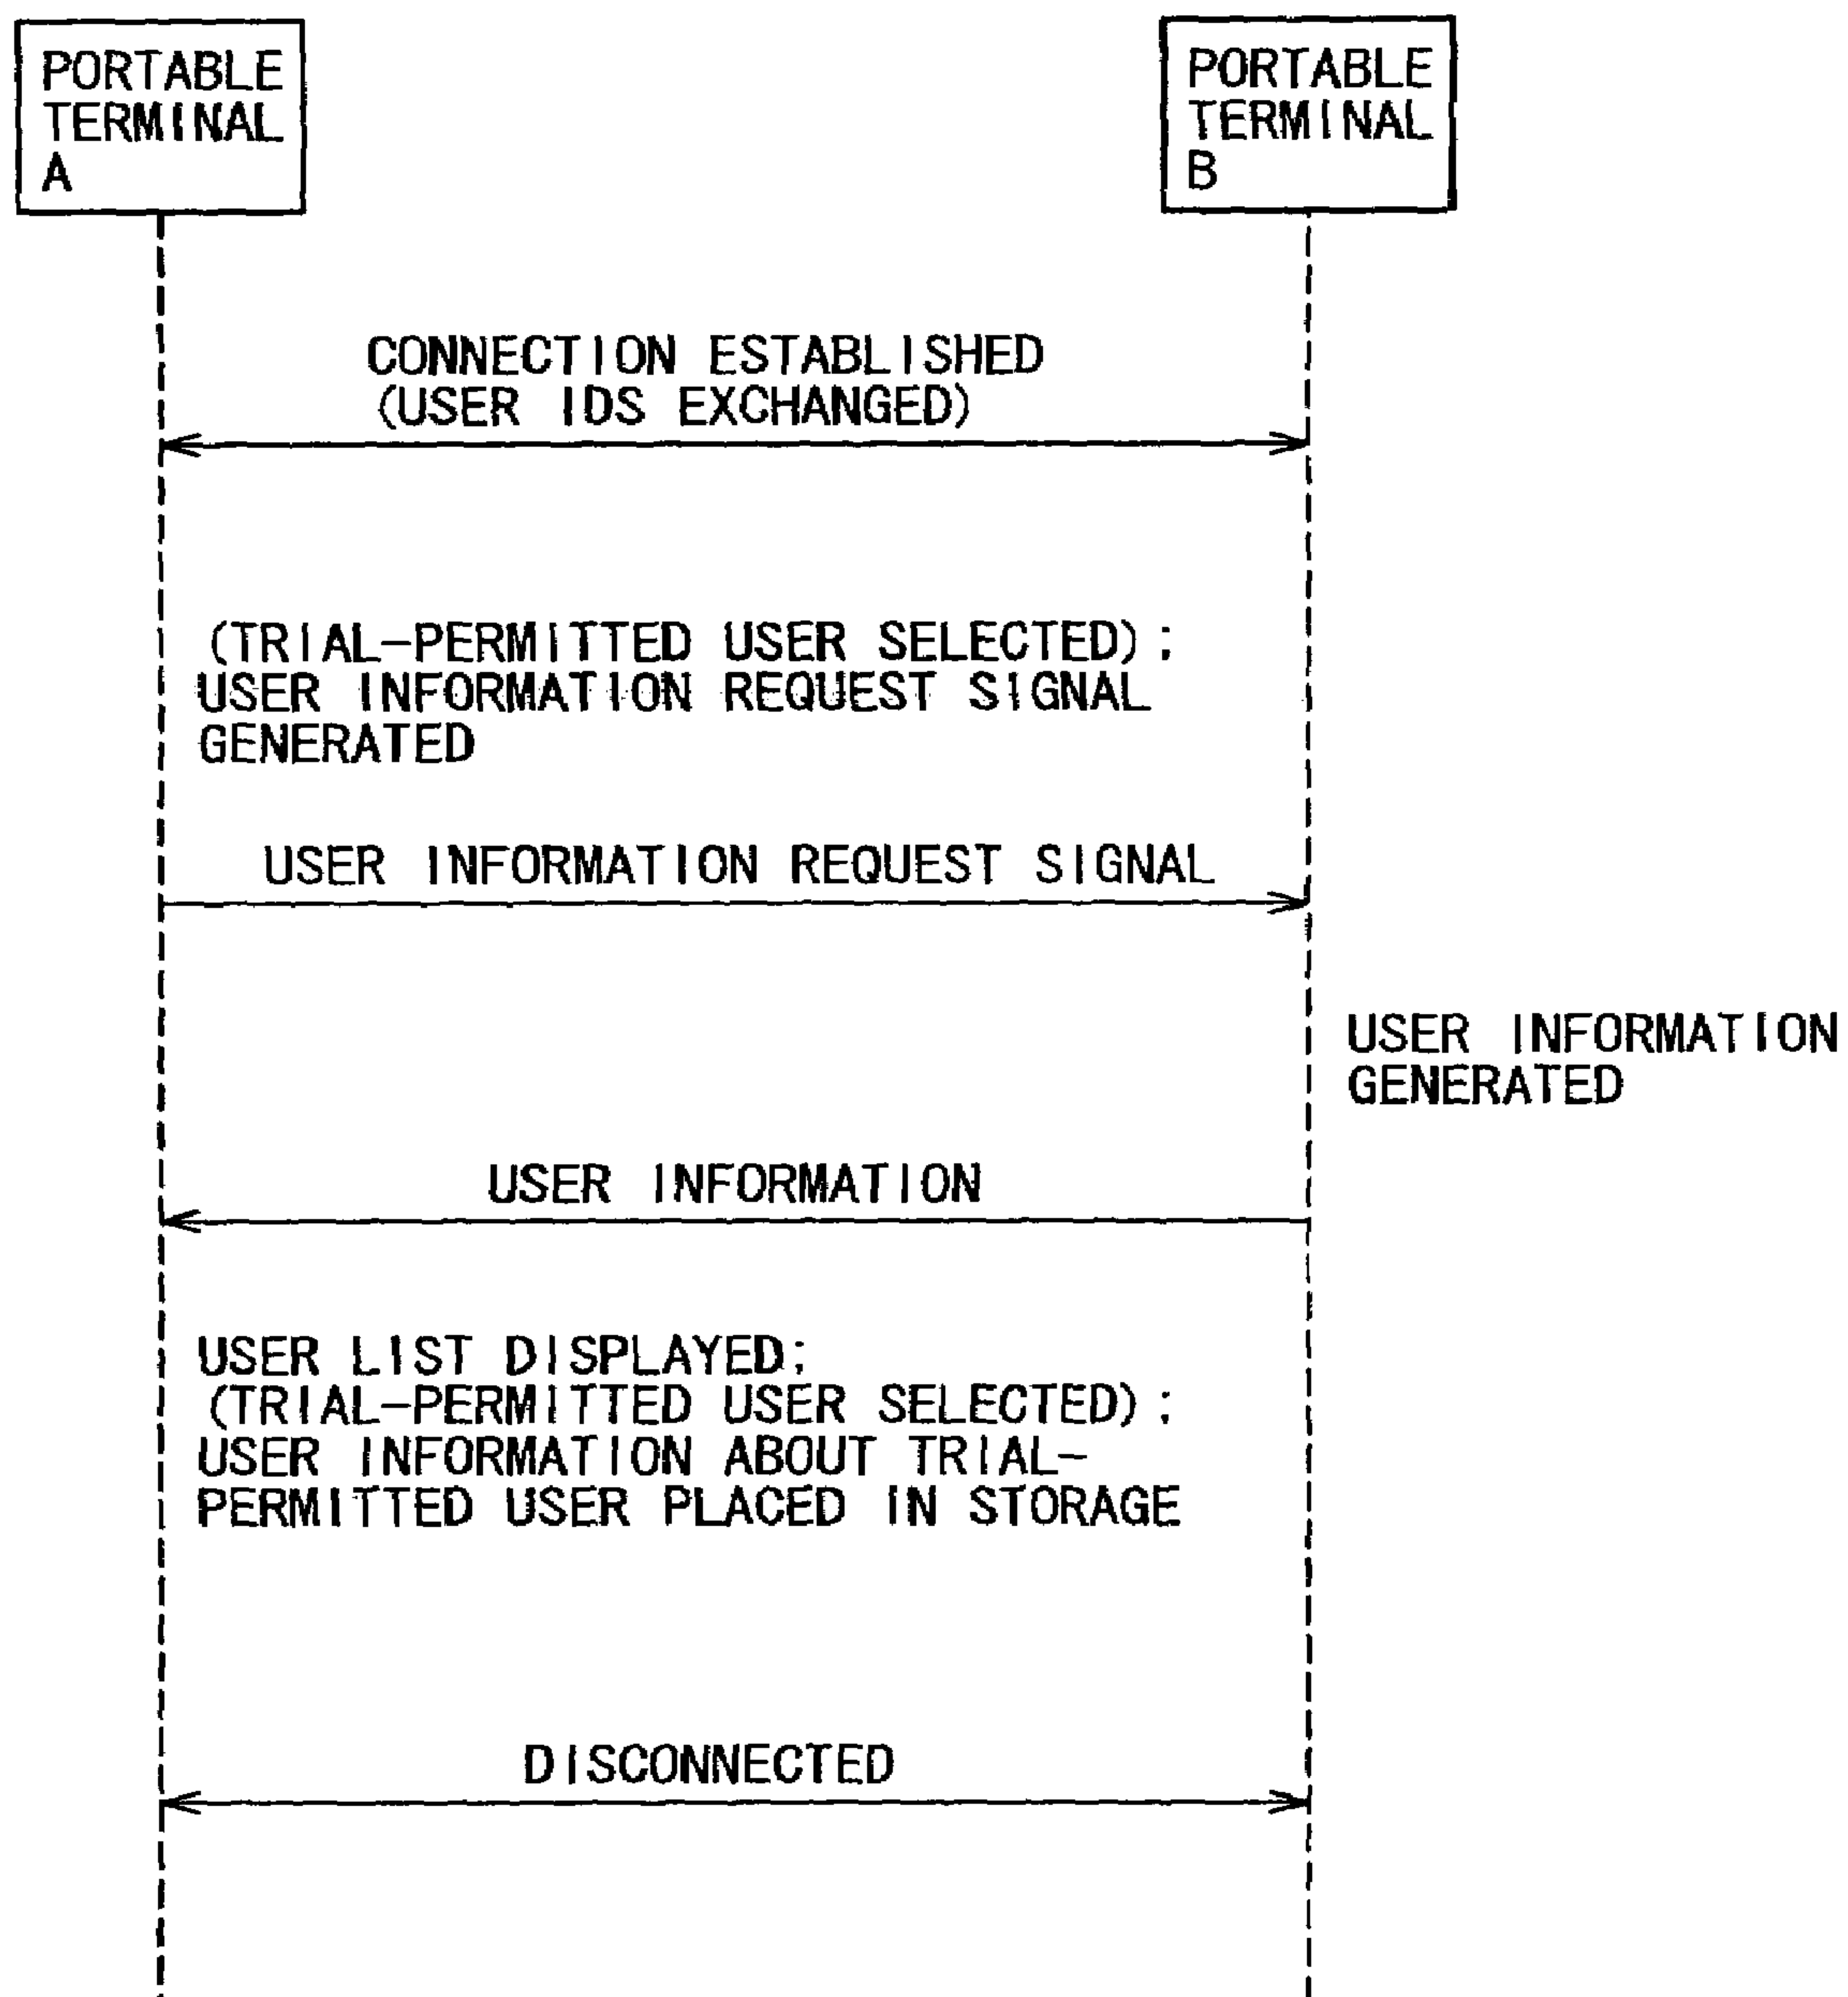 PORTABLE
TERMINAL
A
PORTABLE
TERMINAL
B
CONNECTION ESTABLISHED
(USER IDS EXCHANGED)
(TRIAL-PERMITTED USER SELECTED);
USER INFORMATION REQUEST SIGNAL
GENERATED
USER INFORMATION REQUEST SIGNAL
USER INFORMATION
GENERATED
USER INFORMATION
USER LIST DISPLAYED;
(TRIAL-PERMITTED USER SELECTED);
USER INFORMATION ABOUT TRIAL-
PERMITTED USER PLACED IN STORAGE
DISCONNECTED